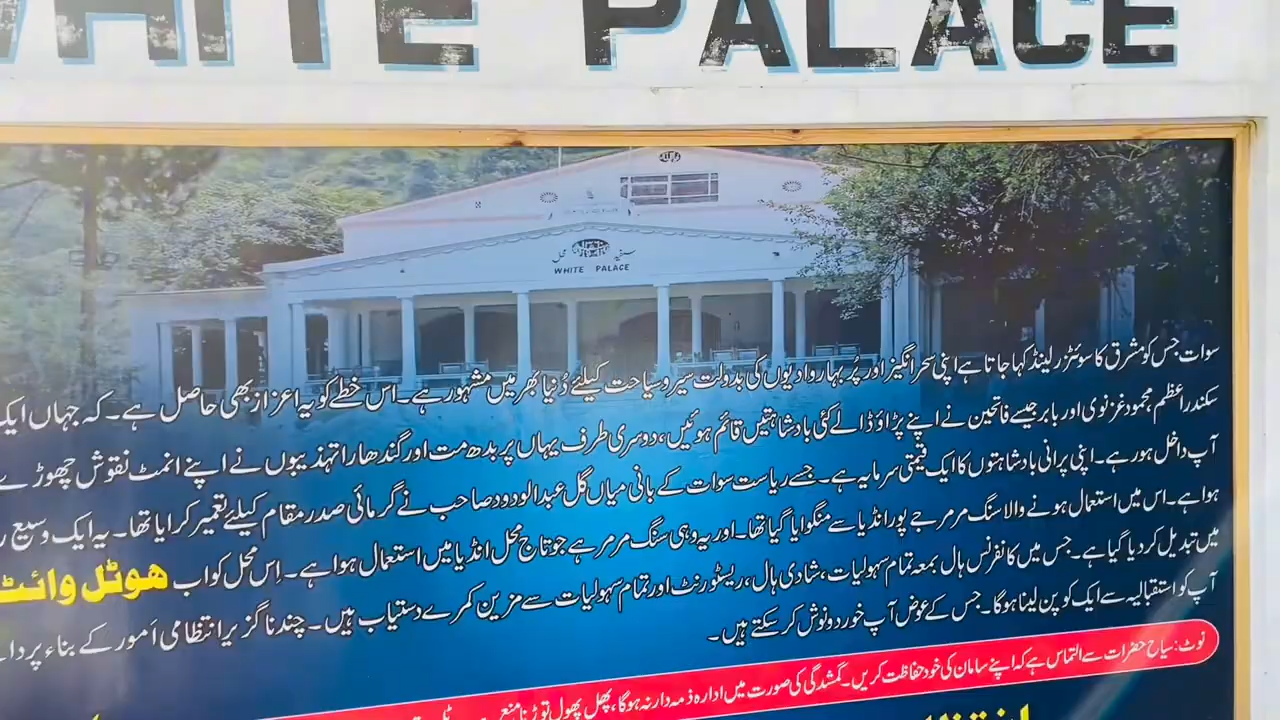 WHITE PALACE
WHITE PALACE
سوات جس کو مشرق کا سوئٹزرلینڈ کہا جاتا ہے اپنی سحر انگیز اور پُر بہار وادیوں کی بدولت سیر و سیاحت کیلئے دُنیا بھر میں مشہور ہے۔ اس خطے کو یہ اعزاز بھی حاصل ہے۔ کہ جہاں ایک
سکندر اعظم، محمود غزنوی اور بابر جیسے فاتحین نے اپنے پڑاؤ ڈالے کئی بادشاہتیں قائم ہوئیں، دوسری طرف یہاں پر بدھ مت اور گندھارا تہذیبوں نے اپنے انمٹ نقوش چھوڑے
آپ داخل ہو رہے۔ اپنی پرانی بادشاہتوں کا ایک قیمتی سرمایہ ہے۔ جسے ریاست سوات کے بانی میاں گل عبدالودود صاحب نے گرمائی صدر مقام کیلئے تعمیر کرایا تھا۔ یہ ایک وسیع
ہوا ہے۔ اس میں استعمال ہونے والا سنگ مرمر جے پور انڈیا سے منگوایا گیا تھا۔ اور یہ وہی سنگ مرمر ہے جو تاج محل انڈیا میں استعمال ہوا ہے۔ اِس محل کو اب ہوٹل وائٹ
میں تبدیل کر دیا گیا ہے۔ جس میں کانفرنس ہال بمعہ تمام سہولیات، شادی ہال، ریسٹورنٹ اور تمام سہولیات سے مزین کمرے دستیاب ہیں۔ چند ناگزیر انتظامی اَمور کے بناء پر
آپ کو استقبالیہ سے ایک کوپن لینا ہوگا۔ جس کے عوض آپ خورد و نوش کر سکتے ہیں۔
نوٹ: سیاح حضرات سے التماس ہے کہ اپنے سامان کی خود حفاظت کریں۔ گمشدگی کی صورت میں ادارہ ذمہ دار نہ ہوگا، پھل پھول توڑنا منع